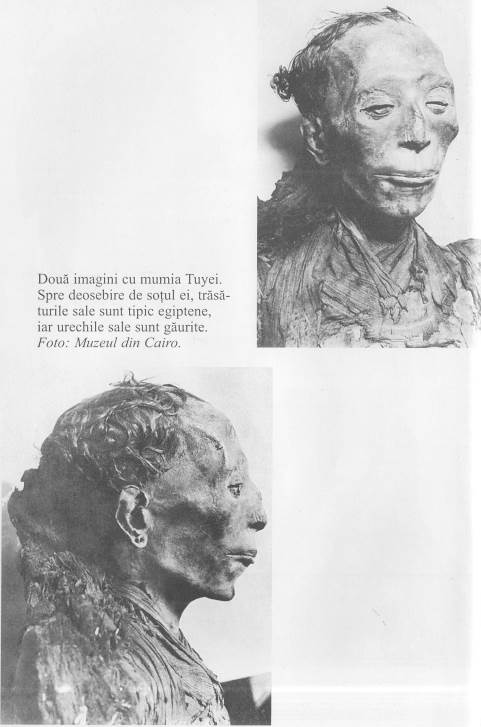 Două imagini cu mumia Tuyei.
Spre deosebire de soțul ei, trăsă-
turile sale sunt tipic egiptene,
iar urechile sale sunt găurite.
Foto: Muzeul din Cairo.